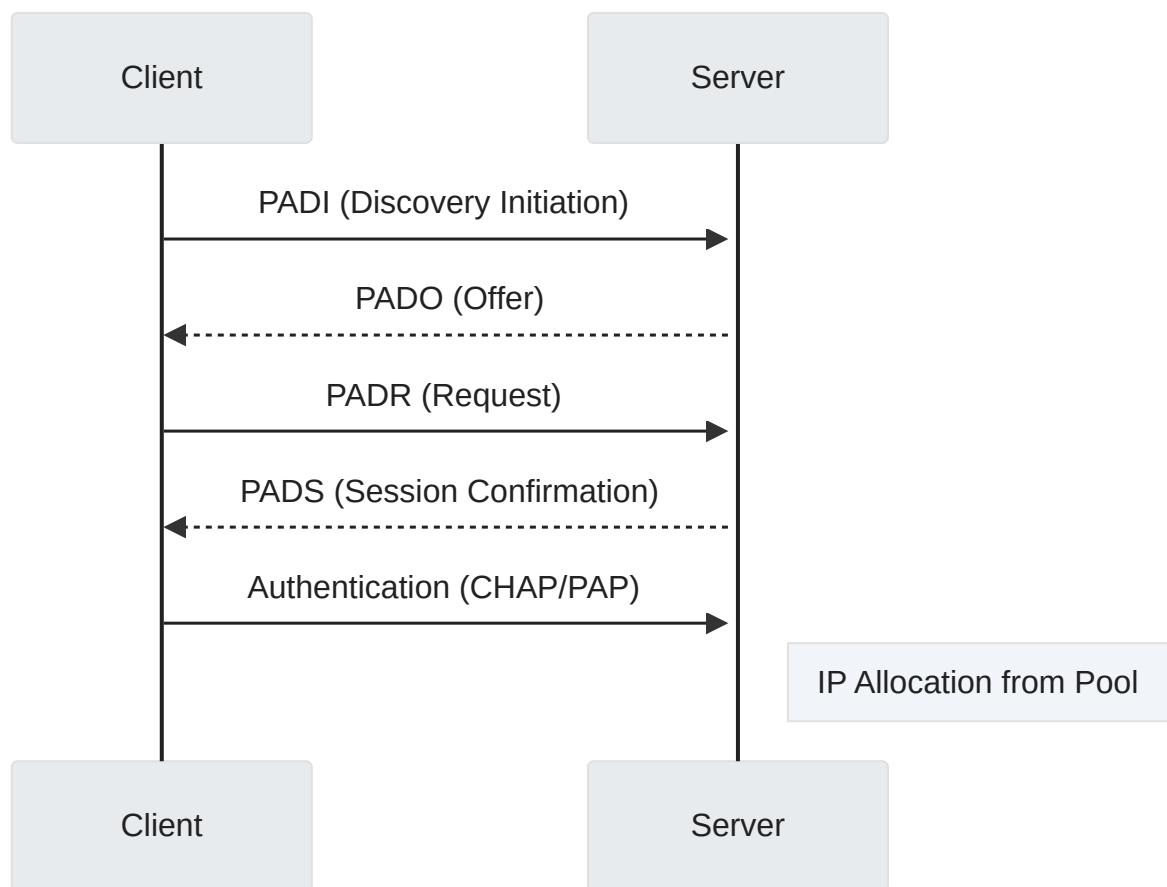 Client
Server
PADI (Discovery Initiation)
PADO (Offer)
PADR (Request)
PADS (Session Confirmation)
Authentication (CHAP/PAP)
IP Allocation from Pool
Client
Server